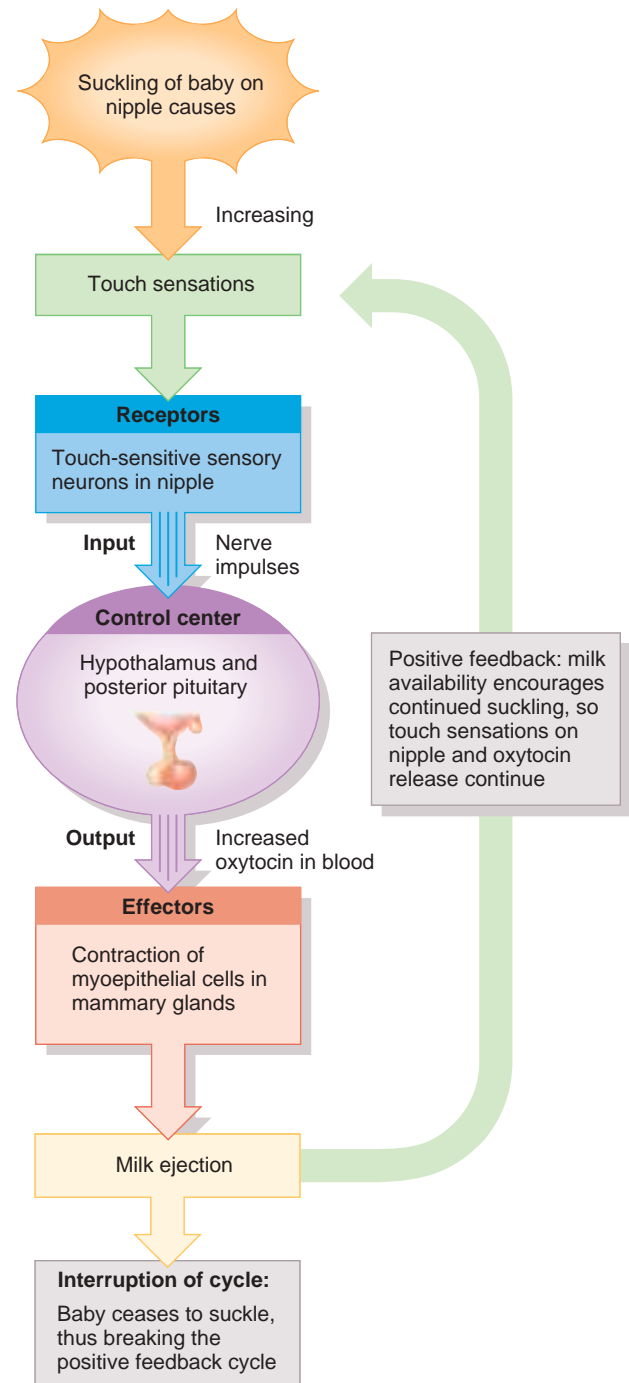 Suckling of baby on
nipple causes
Increasing
Touch sensations
Receptors
Touch-sensitive sensory
neurons in nipple
Input
Nerve
impulses
Control center
Hypothalamus and
posterior pituitary
Positive feedback: milk
availability encourages
continued suckling, so
touch sensations on
nipple and oxytocin
release continue
Output
Increased
oxytocin in blood
Effectors
Contraction of
myoepithelial cells in
mammary glands
Milk ejection
Interruption of cycle:
Baby ceases to suckle,
thus breaking the
positive feedback cycle